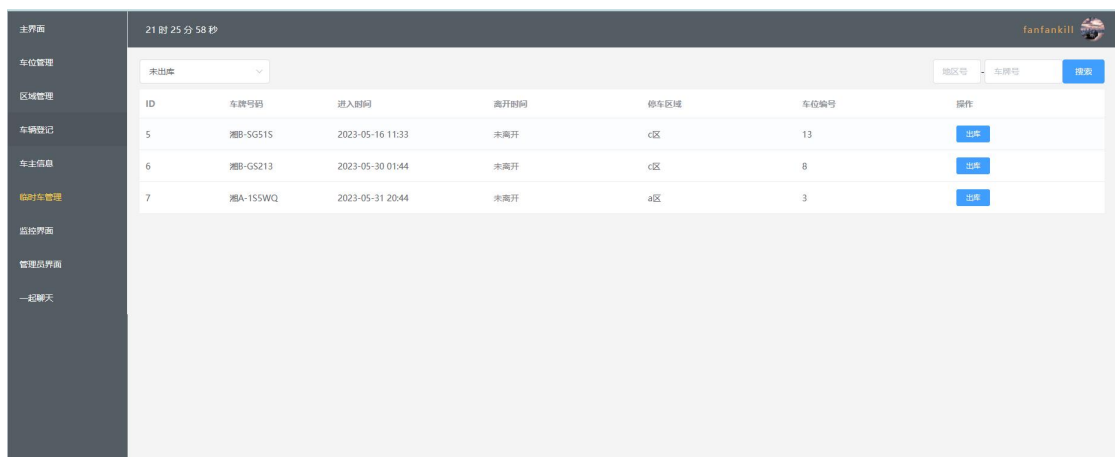 主界面
车位管理
区域管理
车辆登记
车主信息
临时车管理
监控界面
管理员界面
一起聊天
21 时 25 分 58 秒
fanfankill
未出库
地区号 - 车牌号 搜索
ID 车牌号码 进入时间 离开时间 停车区域 车位编号 操作
5 湘B-SG51S 2023-05-16 11:33 未离开 c区 13 出库
6 湘B-GS213 2023-05-30 01:44 未离开 c区 8 出库
7 湘A-1S5WQ 2023-05-31 20:44 未离开 a区 3 出库